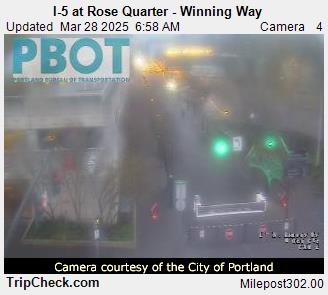 I-5 at Rose Quarter - Winning Way
Updated Mar 28 2025 6:58 AM Camera 4
PBOT
PORTLAND BUREAU OF TRANSPORTATION
Camera courtesy of the City of Portland
TripCheck.com Milepost302.00